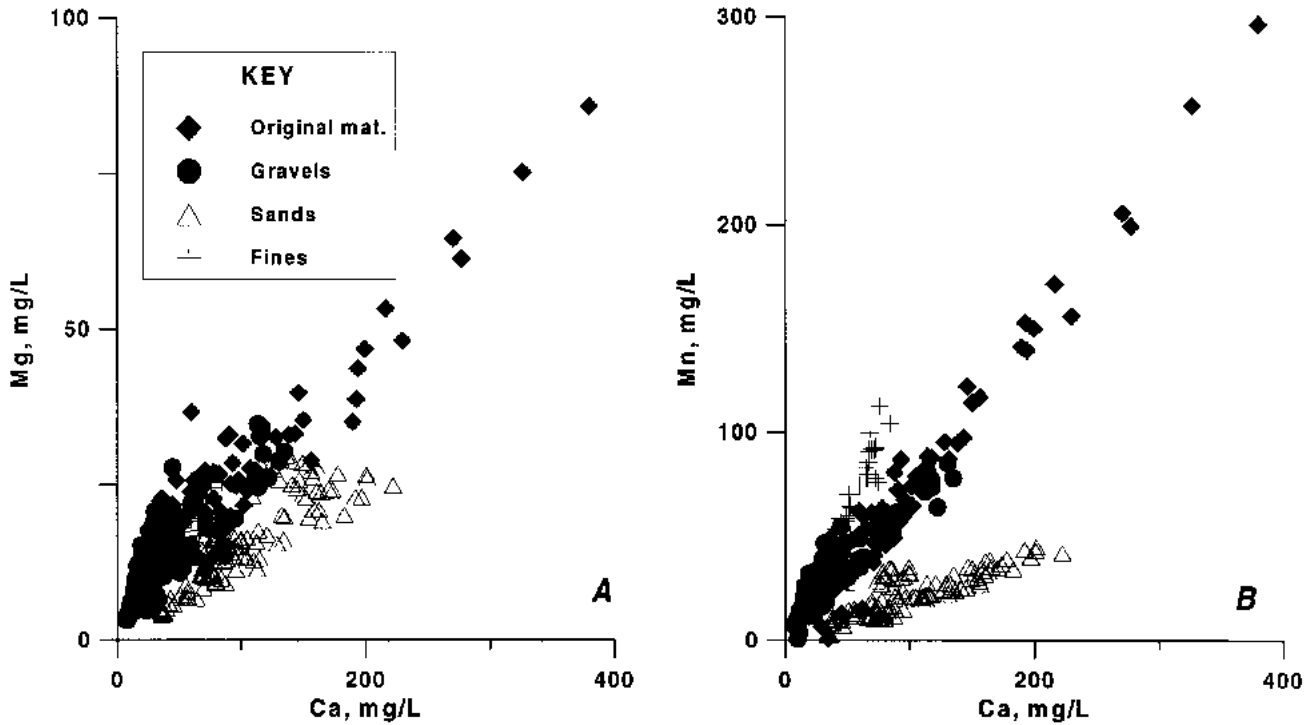 100
50
0
Mg, mg/L
KEY
Original mat.
Gravels
Sands
Fines
A
0
200
400
Ca, mg/L
300
200
100
0
Mn, mg/L
B
0
200
400
Ca, mg/L